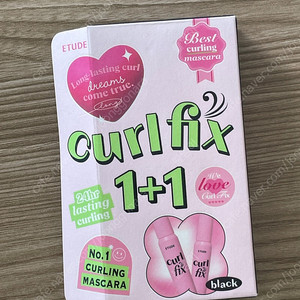 ETUDE
Best
curling
mascara
Long-lasting curl
dreams
come true.
curl fix
1+1
24hr
lasting
curling
we
love
Curl Fix
No.1
CURLING
MASCARA
ETUDE
curl
fix
curl
fix
black